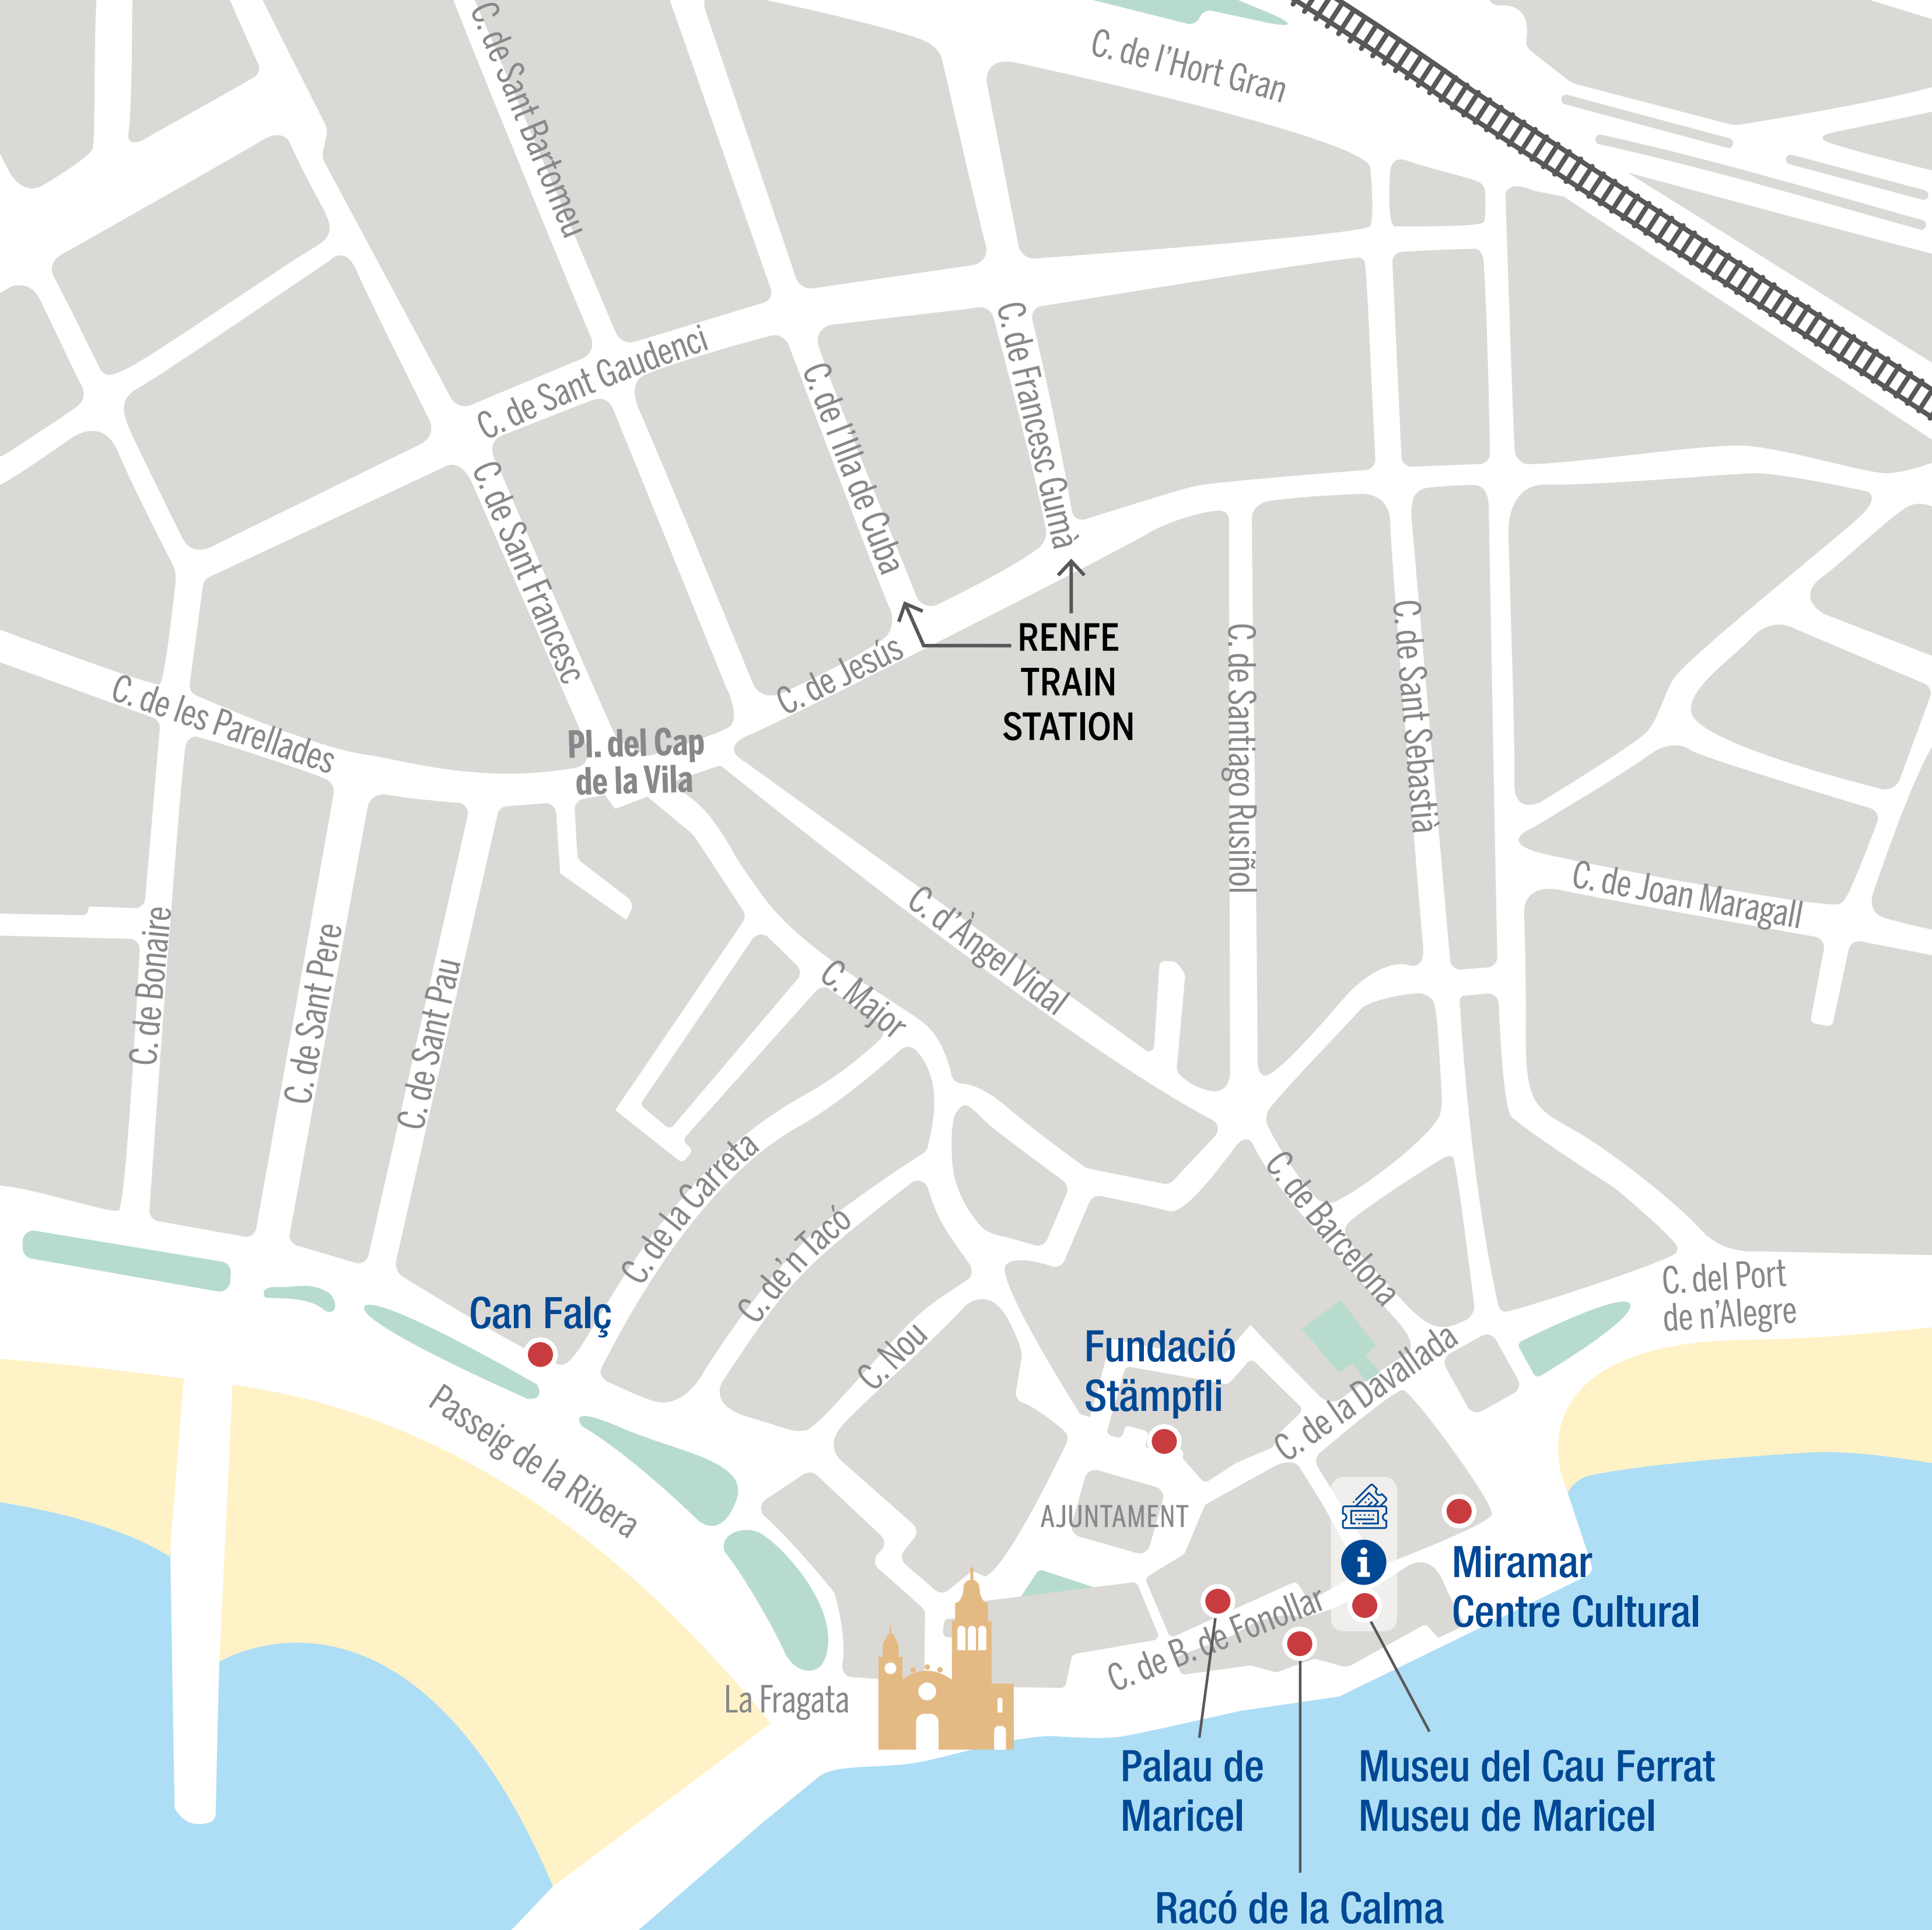 C. de Sant Bartomeu
C. de l'Hort Gran
C. de Sant Gaudenci
C. de l'Illa de Cuba
C. de Francesc Gumà
C. de Sant Francesc
RENFE
TRAIN
STATION
C. de Jesús
C. de Santiago Rusiñol
C. de Sant Sebastià
C. de les Parellades
Pl. del Cap
de la Vila
C. de Joan Maragall
C. d'Àngel Vidal
C. Major
C. de Bonaire
C. de Sant Pere
C. de Sant Pau
C. de la Carreta
C. de'n Tacó
C. de Barcelona
C. del Port
de n'Alegre
Can Falç
C. Nou
Fundació
Stämpfli
C. de la Davallada
Passeig de la Ribera
AJUNTAMENT
i
Miramar
Centre Cultural
C. de B. de Fonollar
La Fragata
Palau de
Maricel
Museu del Cau Ferrat
Museu de Maricel
Racó de la Calma